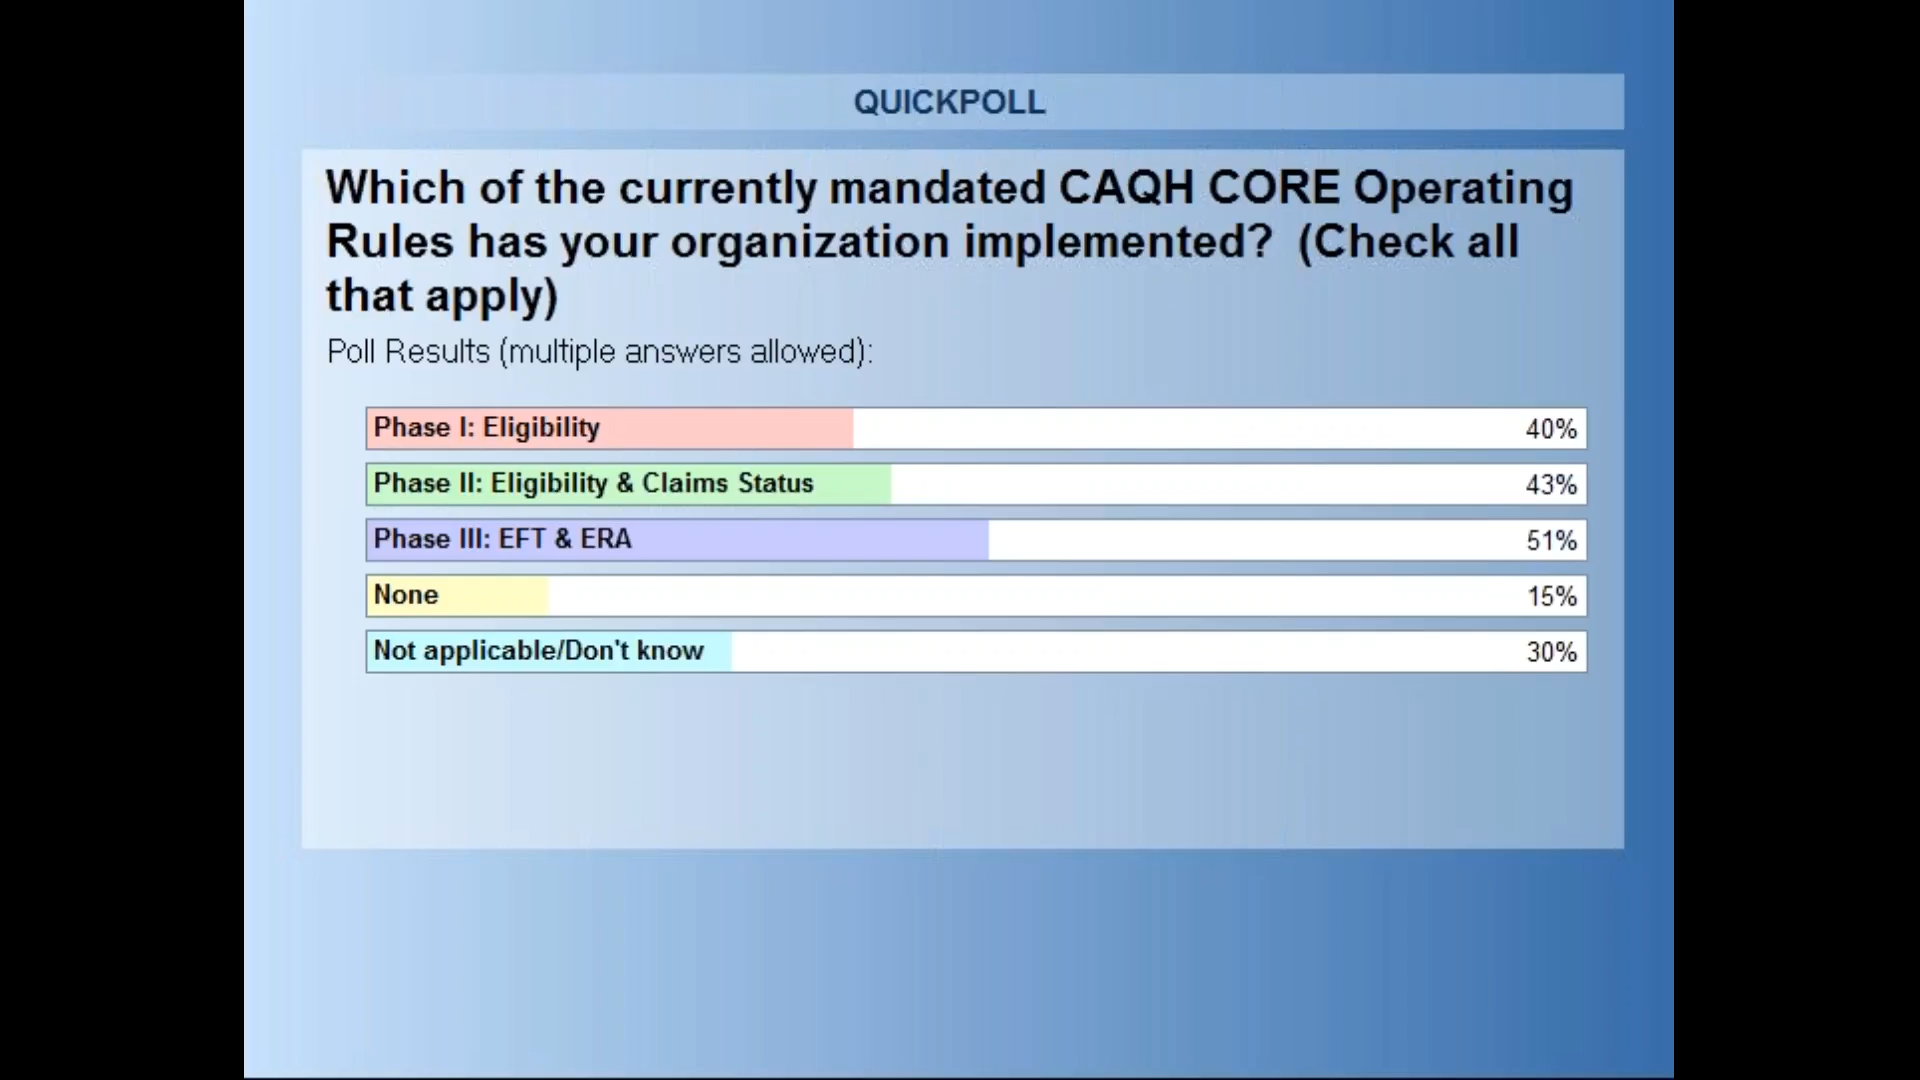 QUICKPOLL
Which of the currently mandated CAQH CORE Operating
Rules has your organization implemented?  (Check all
that apply)
Poll Results (multiple answers allowed):
Phase I: Eligibility 40%
Phase II: Eligibility & Claims Status 43%
Phase III: EFT & ERA 51%
None 15%
Not applicable/Don't know 30%